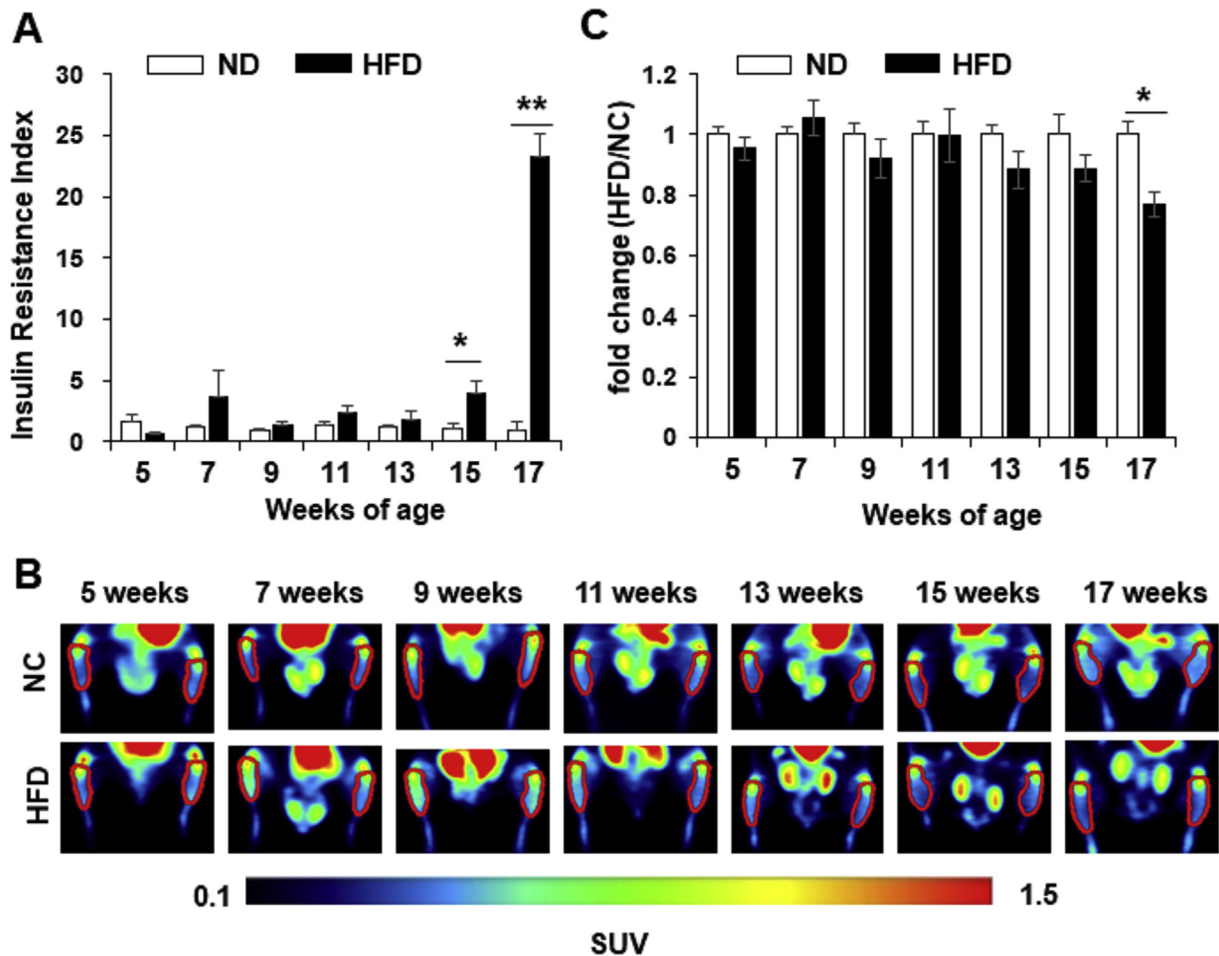 A
ND HFD
Insulin Resistance Index
30
25
20
15
10
5
0
*
**
5 7 9 11 13 15 17
Weeks of age
C
ND HFD
fold change (HFD/NC)
1.2
1
0.8
0.6
0.4
0.2
0
*
5 7 9 11 13 15 17
Weeks of age
B
5 weeks 7 weeks 9 weeks 11 weeks 13 weeks 15 weeks 17 weeks
NC
HFD
0.1 1.5
SUV